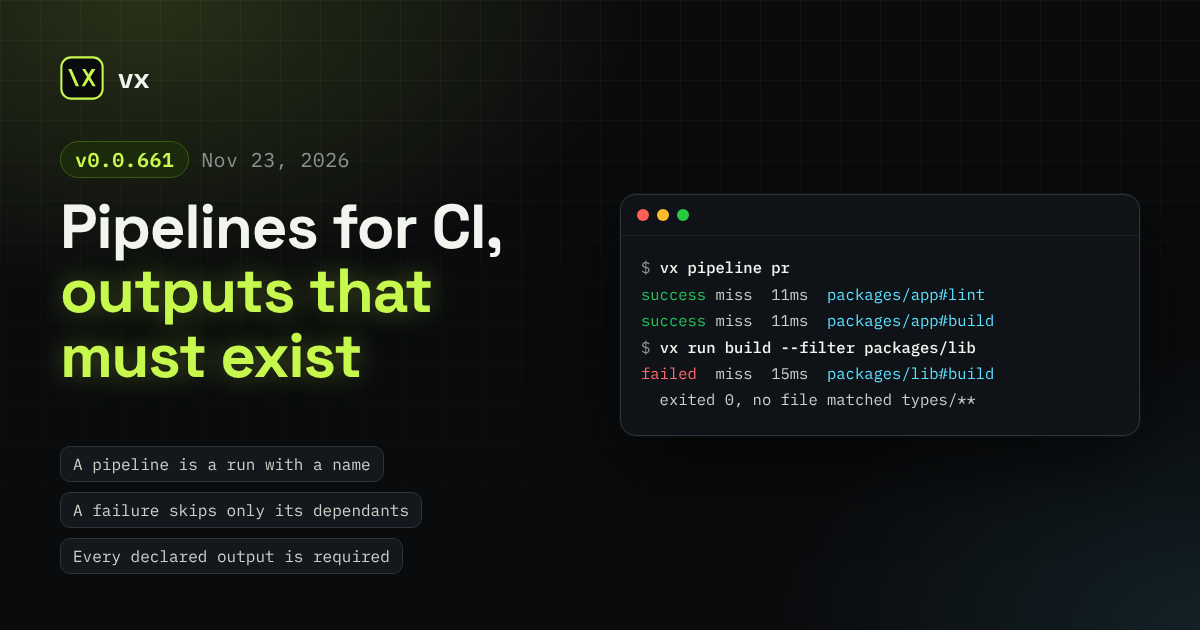 \X vx
v0.0.661 Nov 23, 2026
Pipelines for CI,
outputs that
must exist
A pipeline is a run with a name
A failure skips only its dependants
Every declared output is required
$ vx pipeline pr
success miss 11ms packages/app#lint
success miss 11ms packages/app#build
$ vx run build --filter packages/lib
failed miss 15ms packages/lib#build
exited 0, no file matched types/**